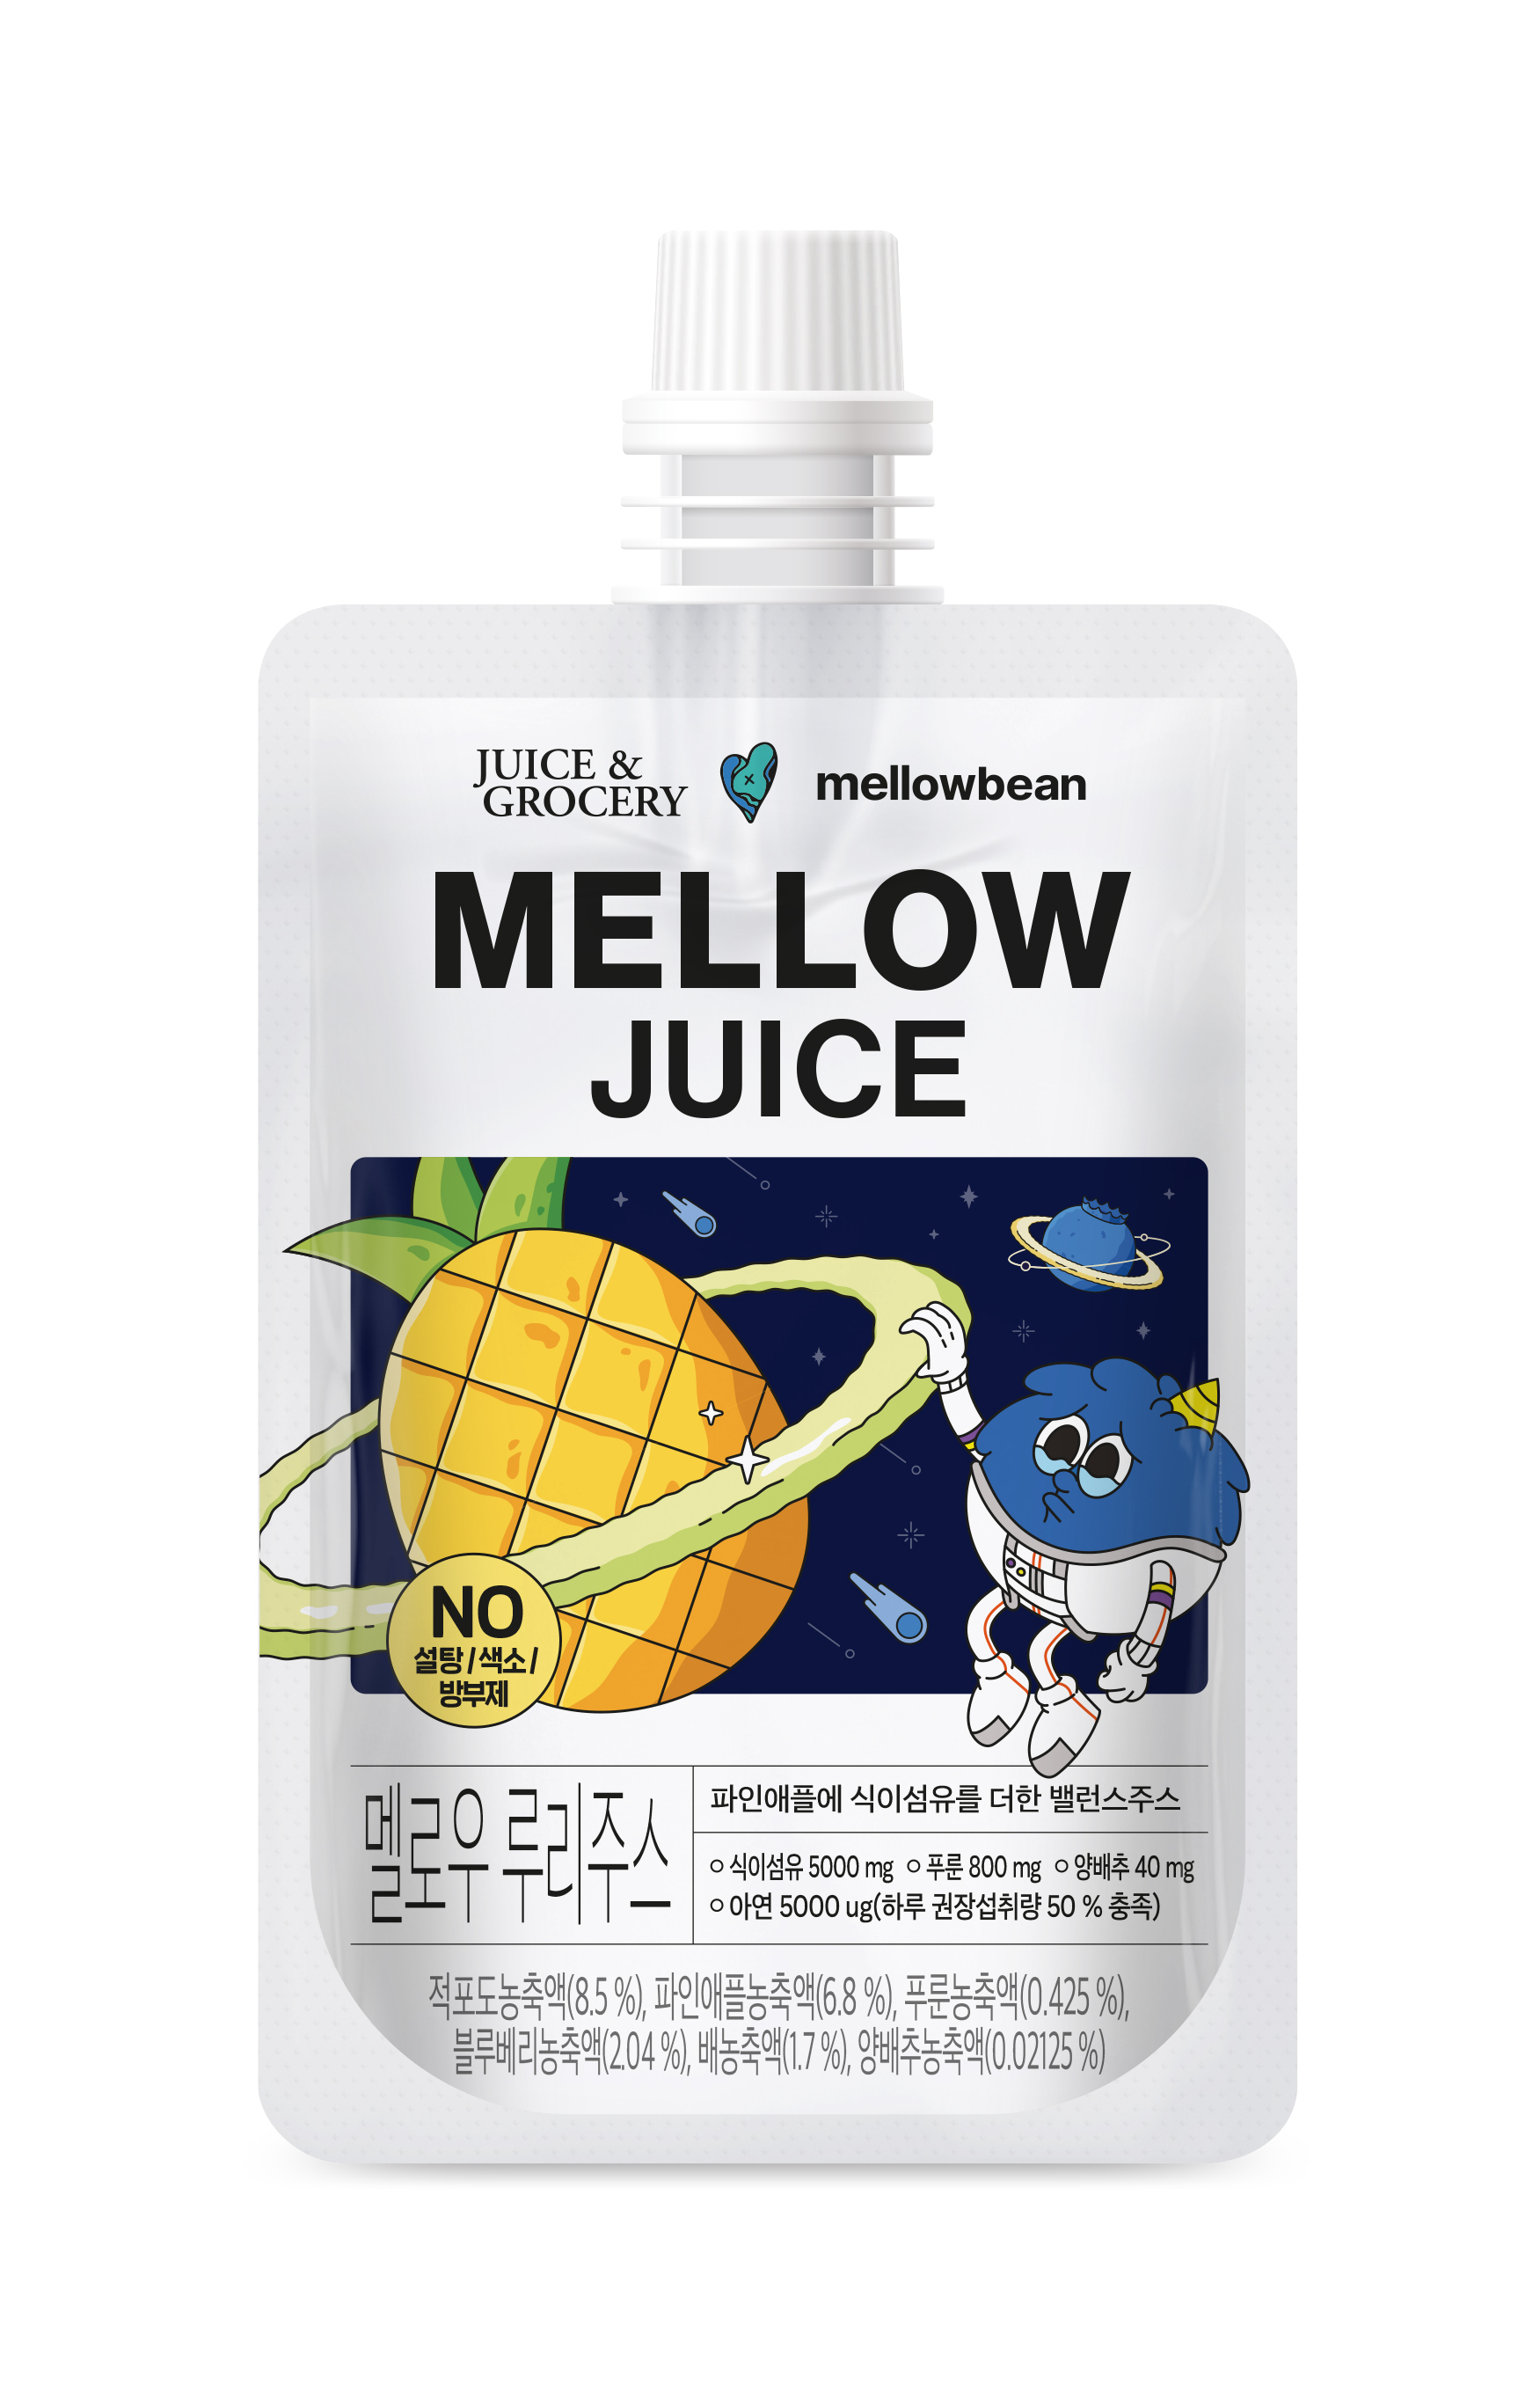 JUICE &
GROCERY
mellowbean
MELLOW
JUICE
NO
설탕 / 색소 /
방부제
멜로우 루리주스
파인애플에 식이섬유를 더한 밸런스주스
식이섬유 5000 mg 푸룬 800 mg 양배추 40 mg
아연 5000 ug(하루 권장섭취량 50 % 충족)
적포도농축액(8.5 %), 파인애플농축액(6.8 %), 푸룬농축액(0.425 %),
블루베리농축액(2.04 %), 배농축액(1.7 %), 양배추농축액(0.02125 %)